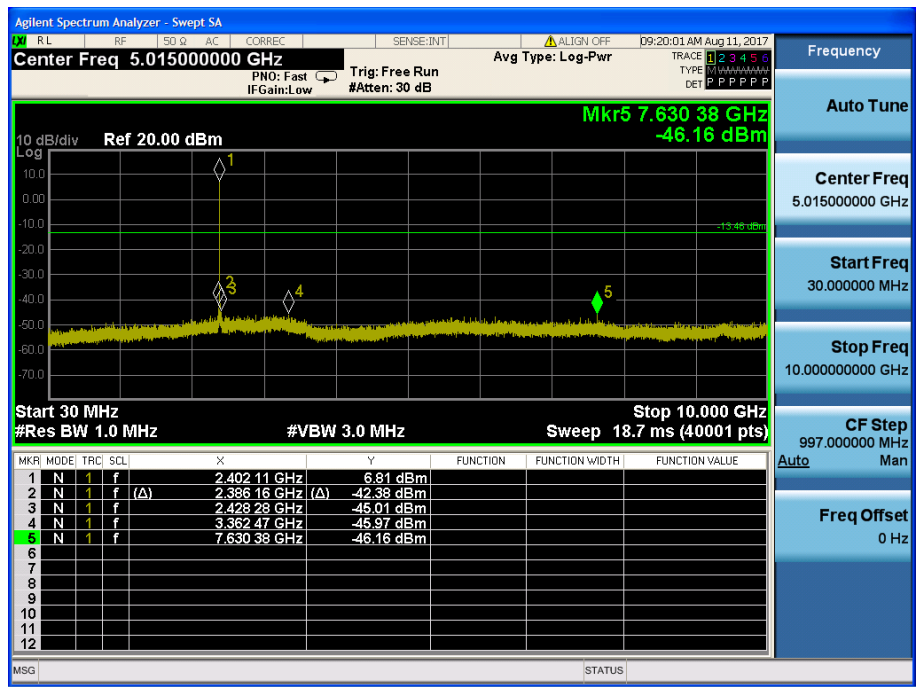 Agilent Spectrum Analyzer - Swept SA
LXI RL RF 50 Ω AC CORREC SENSE:INT ALIGN OFF 09:20:01 AM Aug 11, 2017
Center Freq 5.015000000 GHz
PNO: Fast
IFGain:Low
Trig: Free Run
#Atten: 30 dB
Avg Type: Log-Pwr
TRACE 1 2 3 4 5 6
TYPE M WWWWW
DET P P P P P P
Mkr5 7.630 38 GHz
-46.16 dBm
10 dB/div Ref 20.00 dBm
Log
10.0
0.00
-10.0
-20.0
-30.0
-40.0
-50.0
-60.0
-70.0
1
2
3
4
5
-13.46 dBm
Start 30 MHz Stop 10.000 GHz
#Res BW 1.0 MHz #VBW 3.0 MHz Sweep 18.7 ms (40001 pts)
MKR MODE TRC SCL X Y FUNCTION FUNCTION WIDTH FUNCTION VALUE
1 N 1 f 2.402 11 GHz 6.81 dBm
2 N 1 f (Δ) 2.386 16 GHz (Δ) -42.38 dBm
3 N 1 f 2.428 28 GHz -45.01 dBm
4 N 1 f 3.362 47 GHz -45.97 dBm
5 N 1 f 7.630 38 GHz -46.16 dBm
6
7
8
9
10
11
12
MSG STATUS
Frequency
Auto Tune
Center Freq
5.015000000 GHz
Start Freq
30.000000 MHz
Stop Freq
10.000000000 GHz
CF Step
997.000000 MHz
Auto Man
Freq Offset
0 Hz